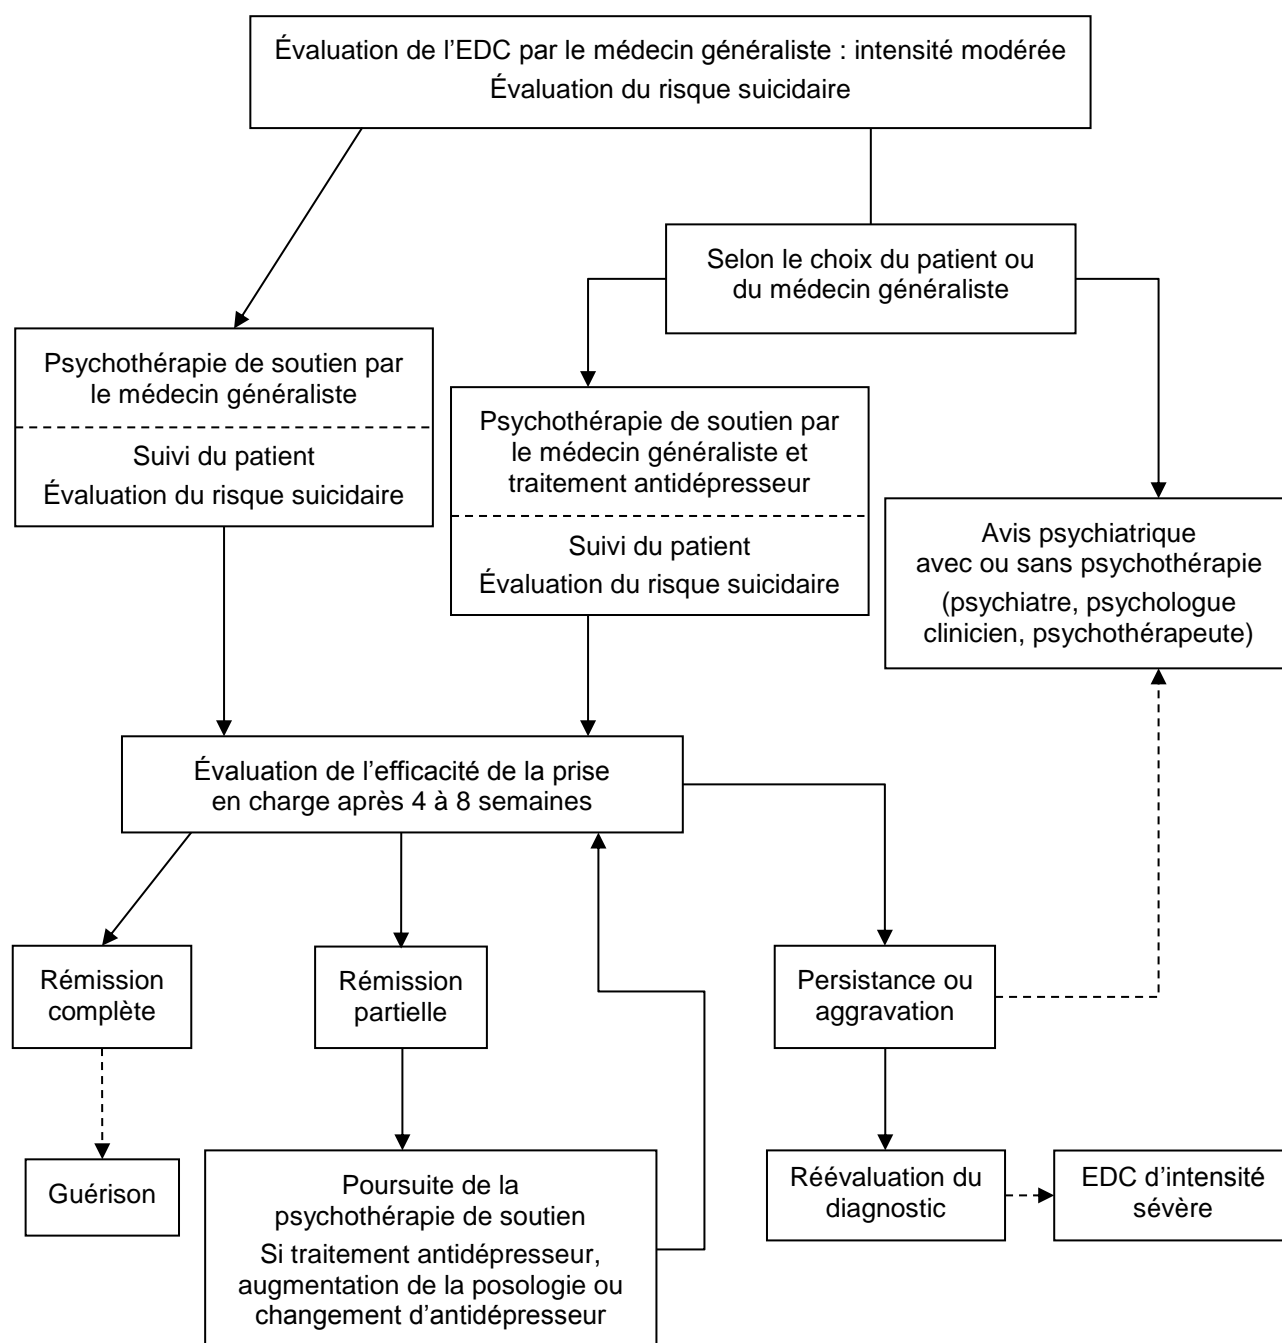 Évaluation de l'EDC par le médecin généraliste : intensité modérée
Évaluation du risque suicidaire
Selon le choix du patient ou
du médecin généraliste
Psychothérapie de soutien par
le médecin généraliste
Suivi du patient
Évaluation du risque suicidaire
Psychothérapie de soutien par
le médecin généraliste et
traitement antidépresseur
Suivi du patient
Évaluation du risque suicidaire
Avis psychiatrique
avec ou sans psychothérapie
(psychiatre, psychologue
clinicien, psychothérapeute)
Évaluation de l'efficacité de la prise
en charge après 4 à 8 semaines
Rémission
complète
Rémission
partielle
Persistance ou
aggravation
Guérison
Poursuite de la
psychothérapie de soutien
Si traitement antidépresseur,
augmentation de la posologie ou
changement d'antidépresseur
Réévaluation du
diagnostic
EDC d'intensité
sévère